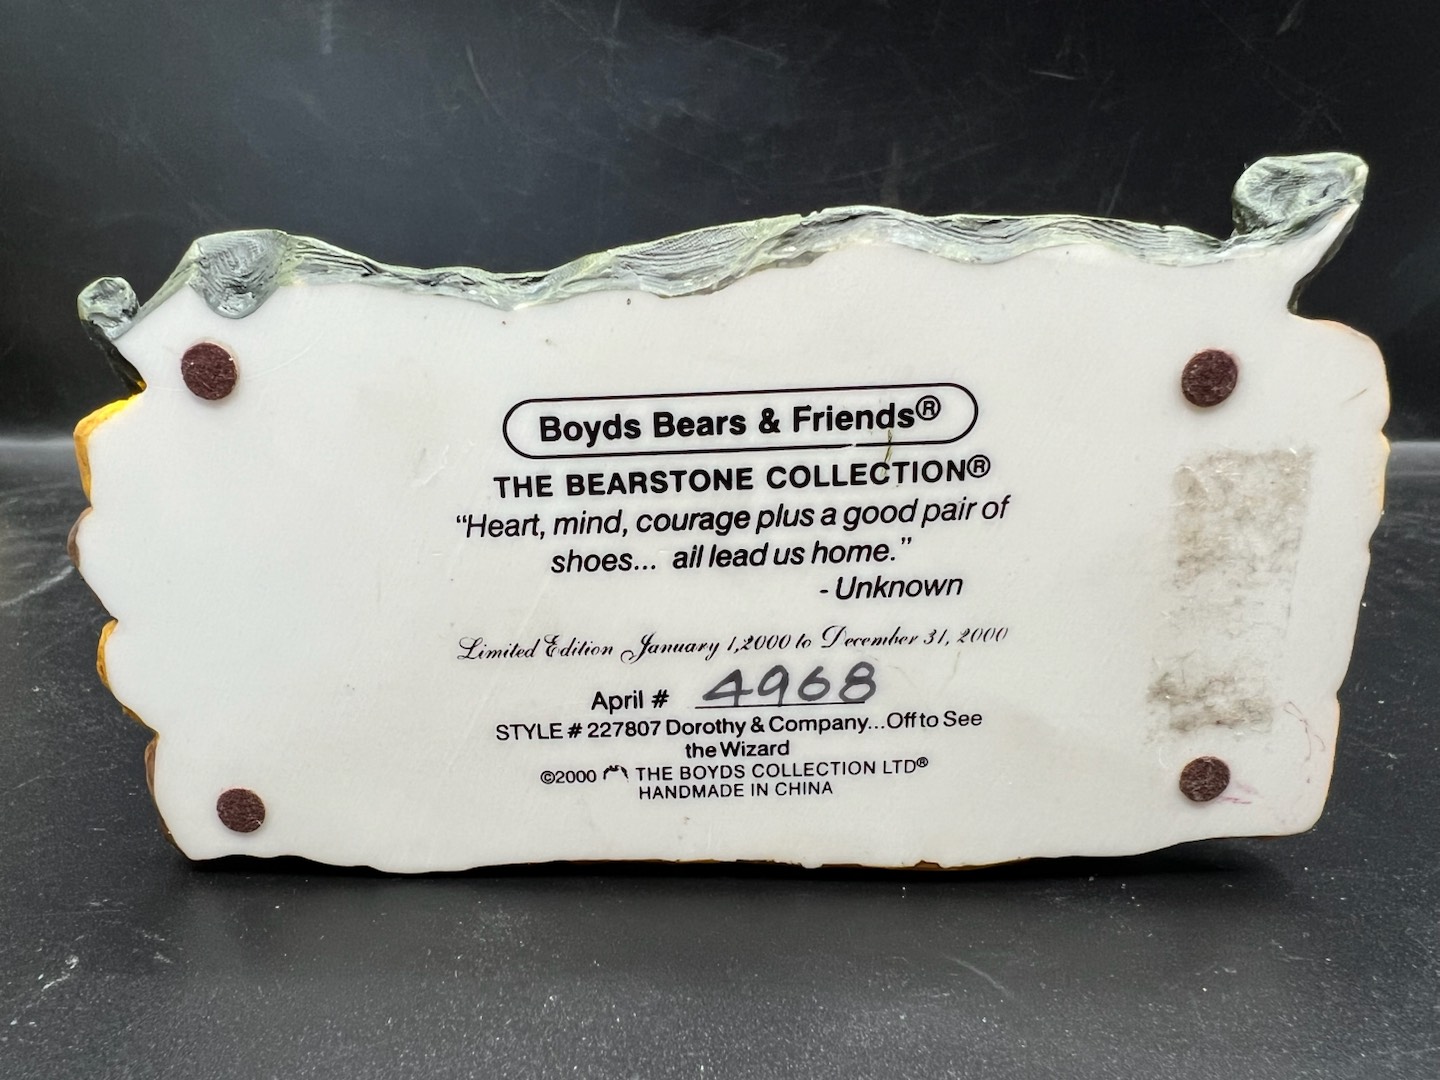 Boyds Bears & Friends®
THE BEARSTONE COLLECTION®
“Heart, mind, courage plus a good pair of
shoes... all lead us home.”
- Unknown
Limited Edition January 1, 2000 to December 31, 2000
April # 4968
STYLE # 227807 Dorothy & Company...Off to See
the Wizard
©2000 THE BOYDS COLLECTION LTD®
HANDMADE IN CHINA